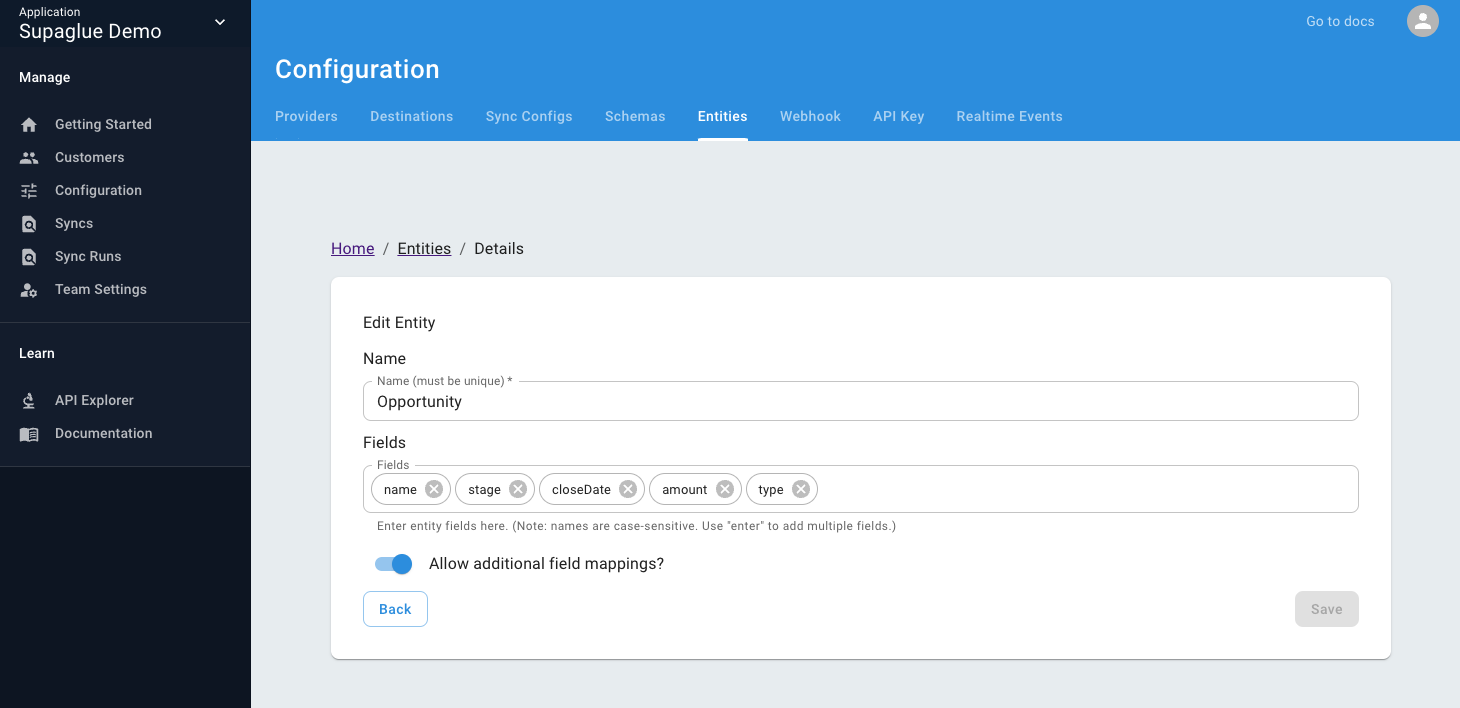 Application
Supaglue Demo
Manage
Getting Started
Customers
Configuration
Syncs
Sync Runs
Team Settings
Learn
API Explorer
Documentation
Go to docs
Configuration
Providers Destinations Sync Configs Schemas Entities Webhook API Key Realtime Events
Home / Entities / Details
Edit Entity
Name
Name (must be unique) *
Opportunity
Fields
Fields
name stage closeDate amount type
Enter entity fields here. (Note: names are case-sensitive. Use "enter" to add multiple fields.)
Allow additional field mappings?
Back Save